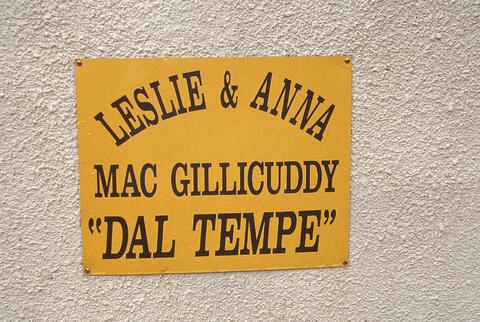 LESLIE & ANNA
MAC GILLICUDDY
"DAL TEMPE"